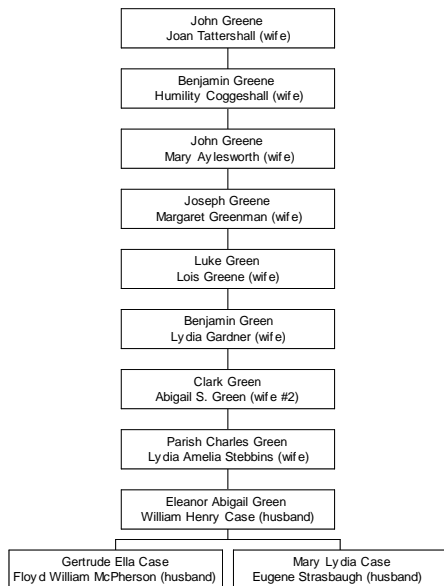 John Greene
Joan Tattershall (wife)
Benjamin Greene
Humility Coggeshall (wife)
John Greene
Mary Aylesworth (wife)
Joseph Greene
Margaret Greenman (wife)
Luke Green
Lois Greene (wife)
Benjamin Green
Lydia Gardner (wife)
Clark Green
Abigail S. Green (wife #2)
Parish Charles Green
Lydia Amelia Stebbins (wife)
Eleanor Abigail Green
William Henry Case (husband)
Gertrude Ella Case
Floyd William McPherson (husband)
Mary Lydia Case
Eugene Strasbaugh (husband)